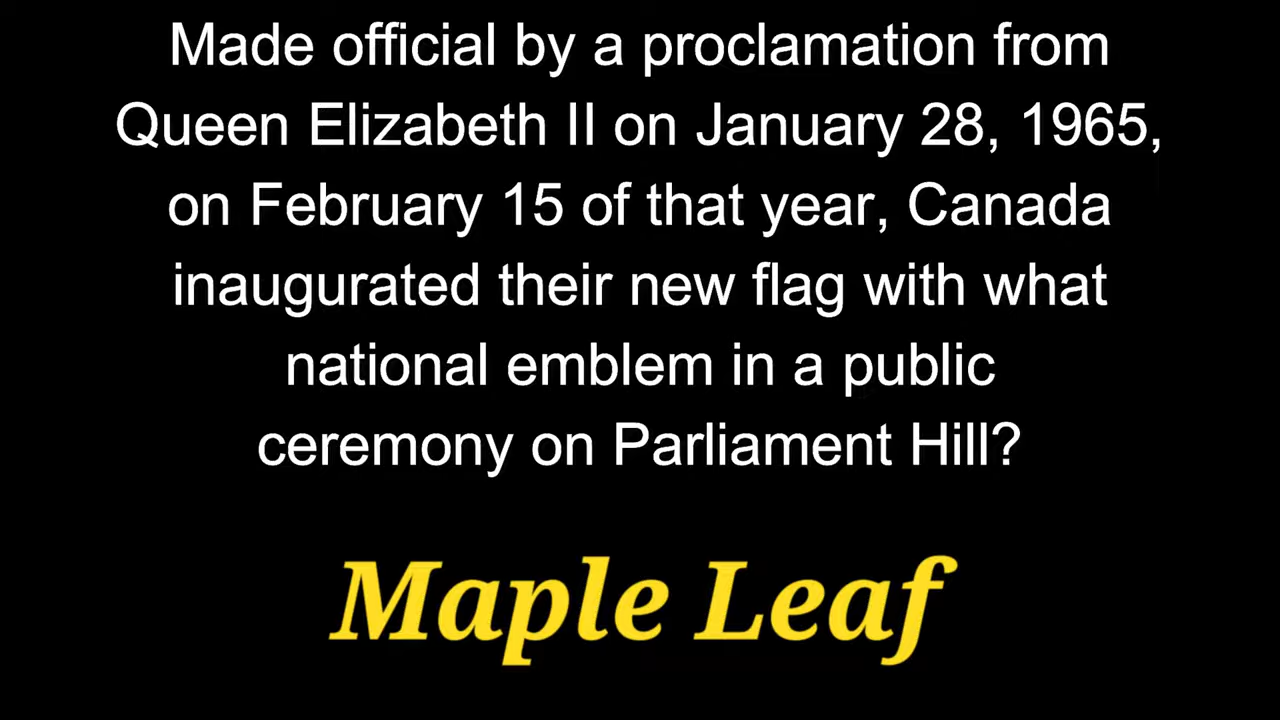 Made official by a proclamation from
Queen Elizabeth II on January 28, 1965,
on February 15 of that year, Canada
inaugurated their new flag with what
national emblem in a public
ceremony on Parliament Hill?
Maple Leaf